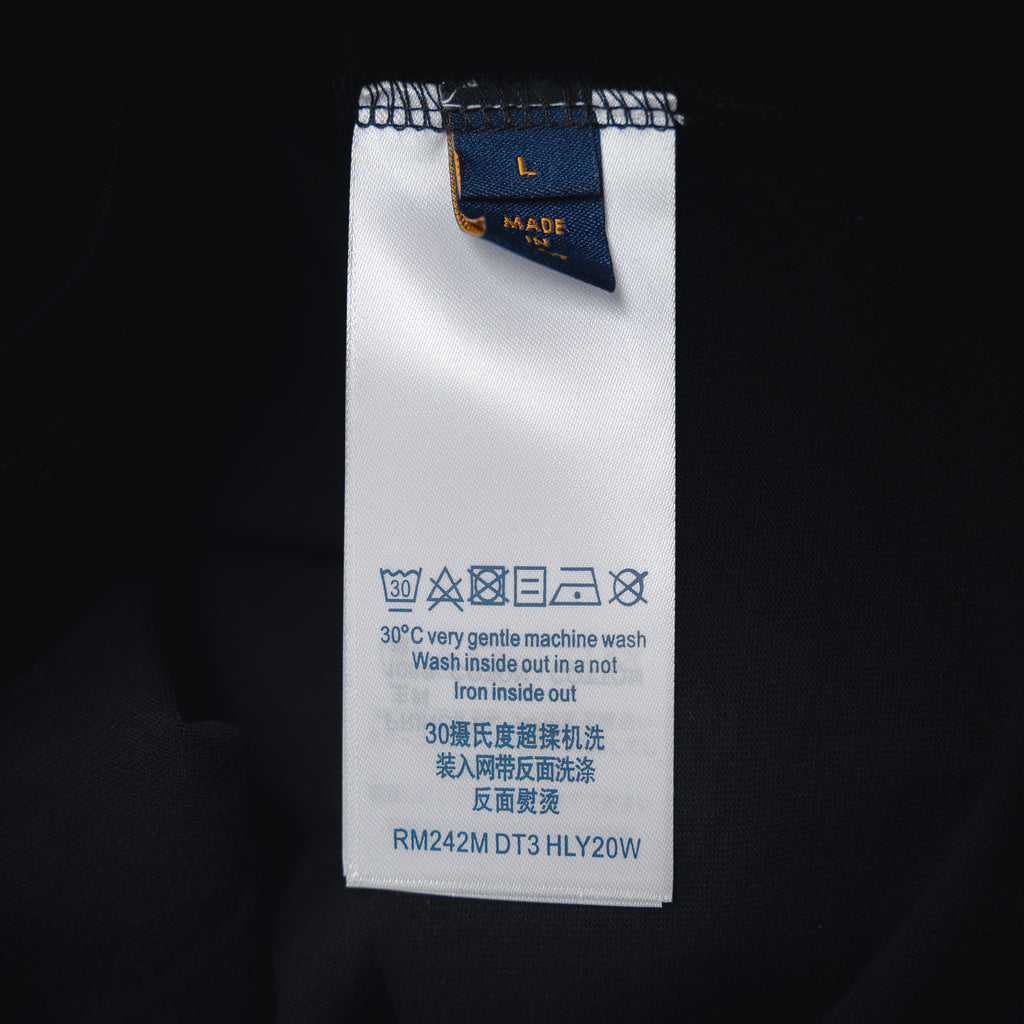 L
MADE
IN
30
30°C very gentle machine wash
Wash inside out in a not
Iron inside out
30摄氏度超揉机洗
装入网带反面洗涤
反面熨烫
RM242M DT3 HLY20W